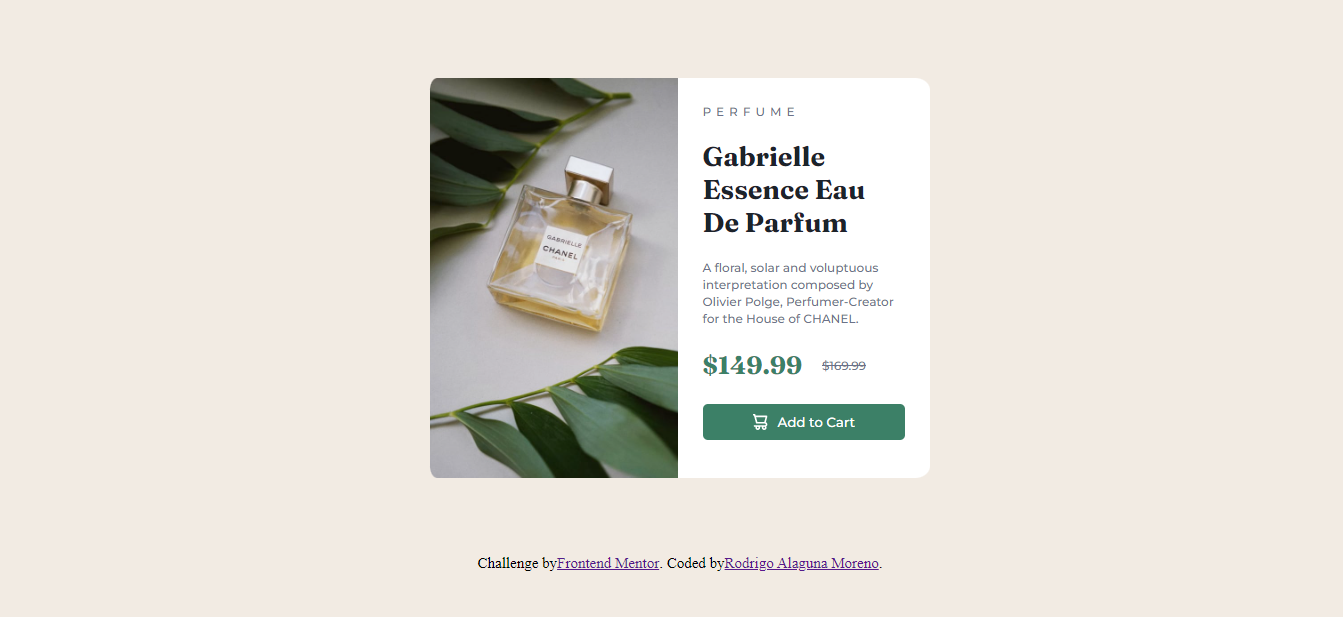 PERFUME
Gabrielle
Essence Eau
De Parfum
A floral, solar and voluptuous
interpretation composed by
Olivier Polge, Perfumer-Creator
for the House of CHANEL.
$149.99 $169.99
Add to Cart
GABRIELLE
CHANEL
PARIS
Challenge byFrontend Mentor. Coded byRodrigo Alaguna Moreno.